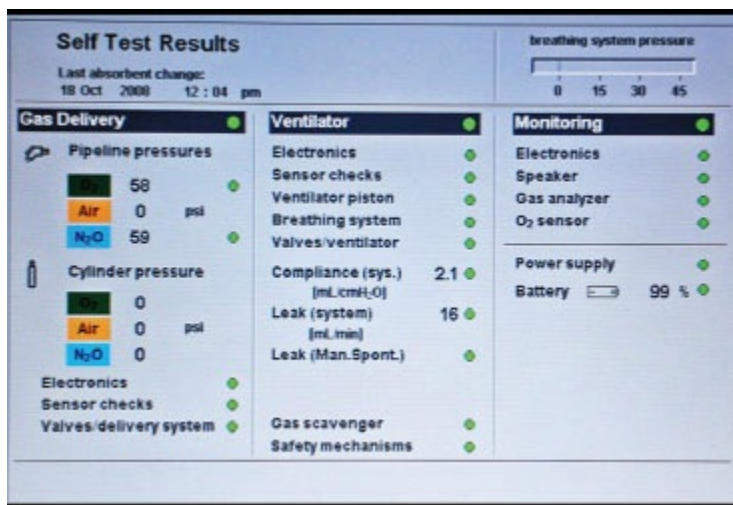 Self Test Results
Last absorbent change:
18 Oct 2008 12 : 04 pm
breathing system pressure
0 15 30 45
Gas Delivery
Pipeline pressures
O₂ 58
Air 0 psi
N₂O 59
Cylinder pressure
O₂ 0
Air 0 psi
N₂O 0
Electronics
Sensor checks
Valves/delivery system
Ventilator
Electronics
Sensor checks
Ventilator piston
Breathing system
Valves/ventilator
Compliance (sys.) 2.1
[mL/cmH₂O]
Leak (system) 16
[mL/min]
Leak (Man.Spont.)
Gas scavenger
Safety mechanisms
Monitoring
Electronics
Speaker
Gas analyzer
O₂ sensor
Power supply
Battery 99 %